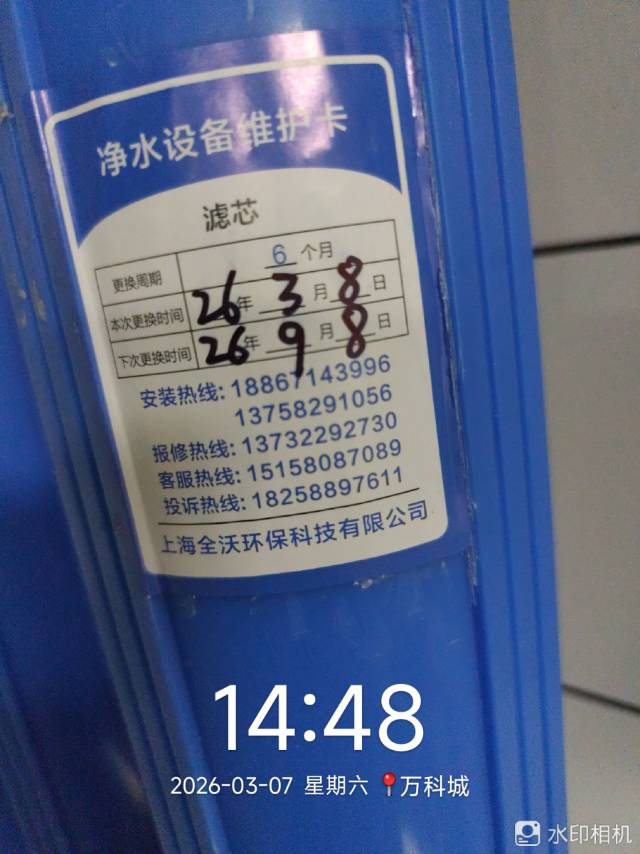 净水设备维护卡
滤芯
更换周期 6 个月
本次更换时间 26 年 3 月 8 日
下次更换时间 26 年 9 月 8 日
安装热线: 18867143996
13758291056
报修热线: 13732292730
客服热线: 15158087089
投诉热线: 18258897611
上海全沃环保科技有限公司
14:48
2026-03-07 星期六 📍万科城
水印相机